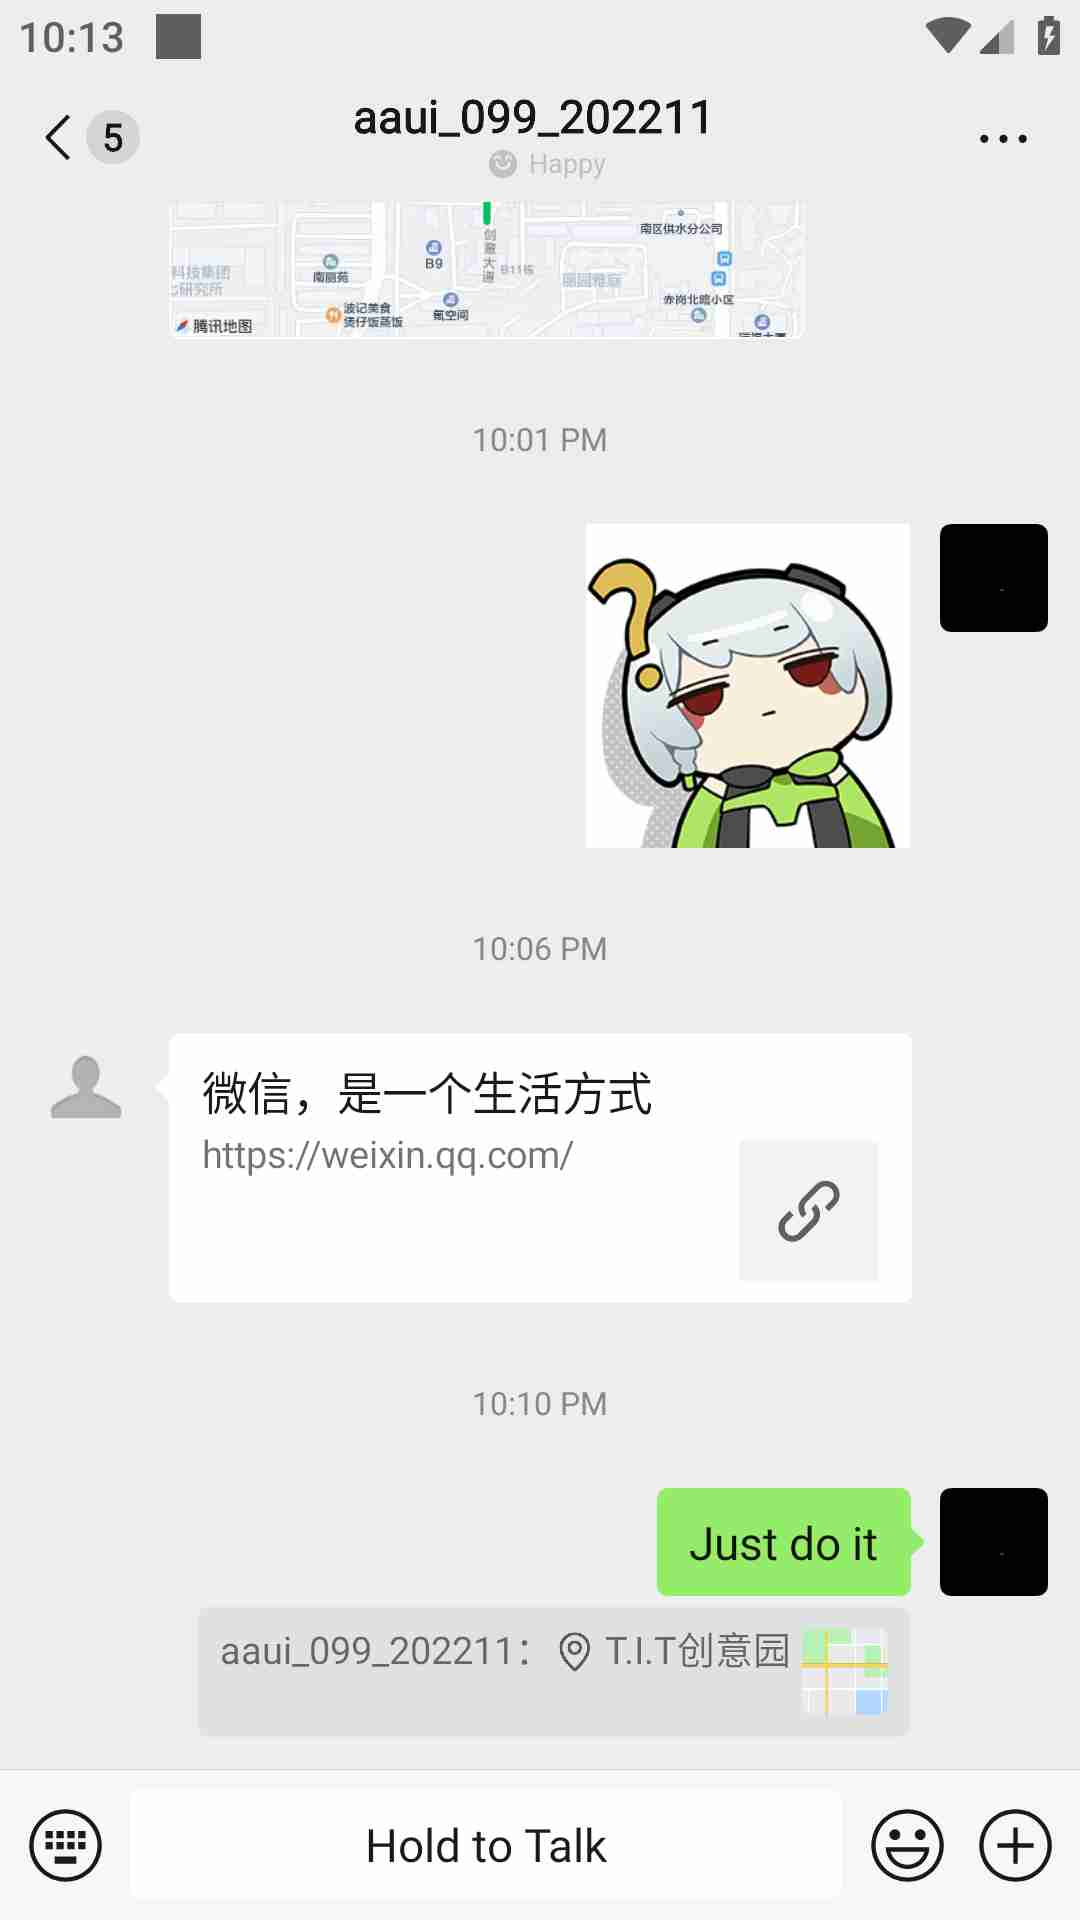 10:13
5
aaui_099_202211
Happy
南区供水分公司
创意大道
B9
B11栋
科技集团
南丽苑
丽园雅庭
研究所
赤岗北路小区
波记美食
煲仔饭蒸饭
氪空间
腾讯地图
10:01 PM
?
10:06 PM
微信，是一个生活方式
https://weixin.qq.com/
10:10 PM
Just do it
aaui_099_202211： T.I.T创意园
Hold to Talk